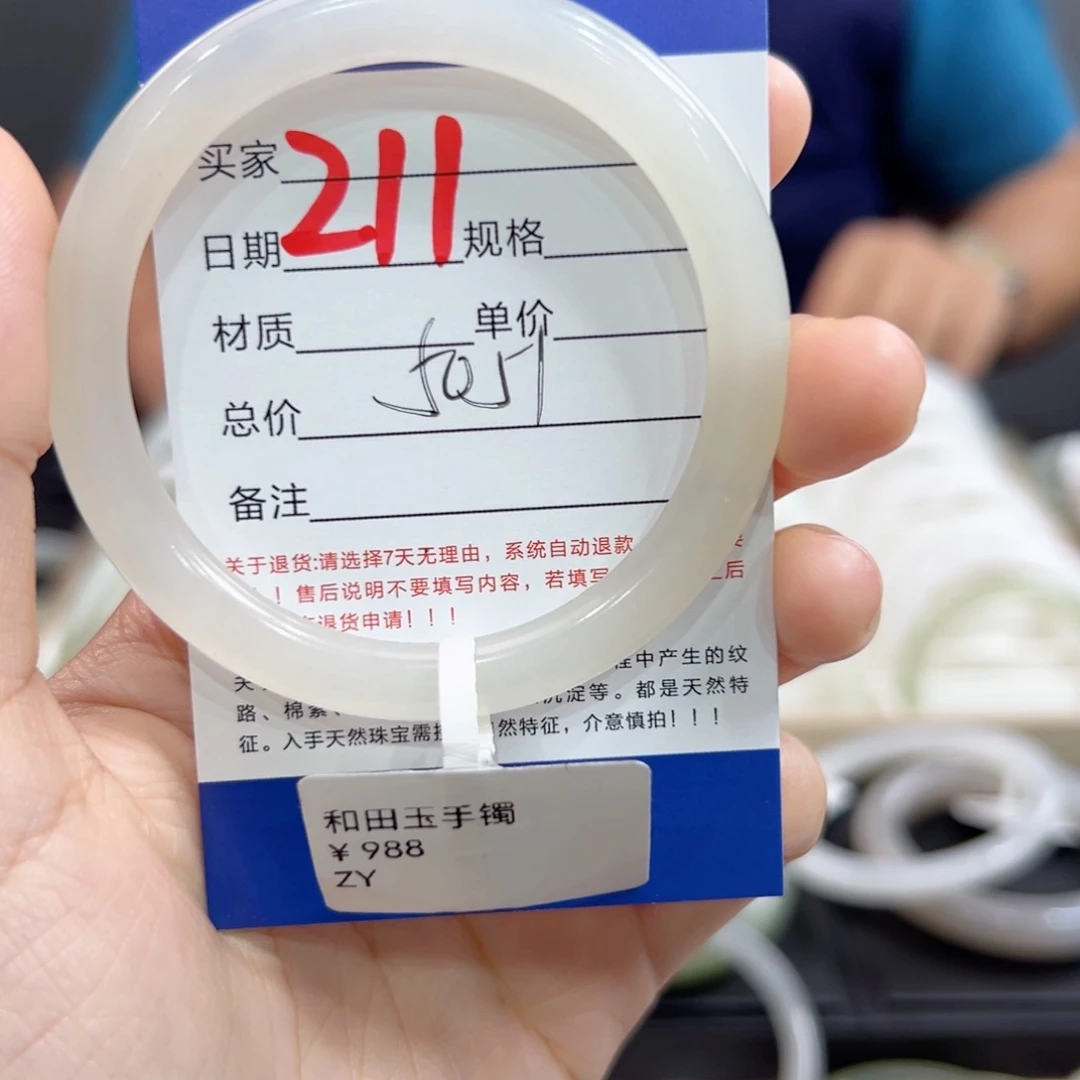 买家 211
日期 规格
材质 单价
总价
备注
关于退货:请选择7天无理由，系统自动退款
！售后说明不要填写内容，若填写 后
退货申请！！！
程中产生的纹
路、棉絮、 沉淀等。都是天然特
征。入手天然珠宝需 然特征，介意慎拍！！！
和田玉手镯
¥ 988
ZY